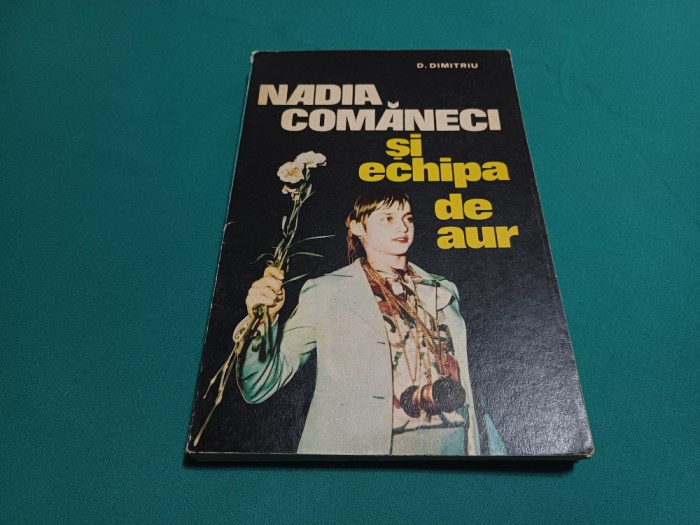 D. DIMITRIU
NADIA
COMĂNECI
și
echipa
de
aur